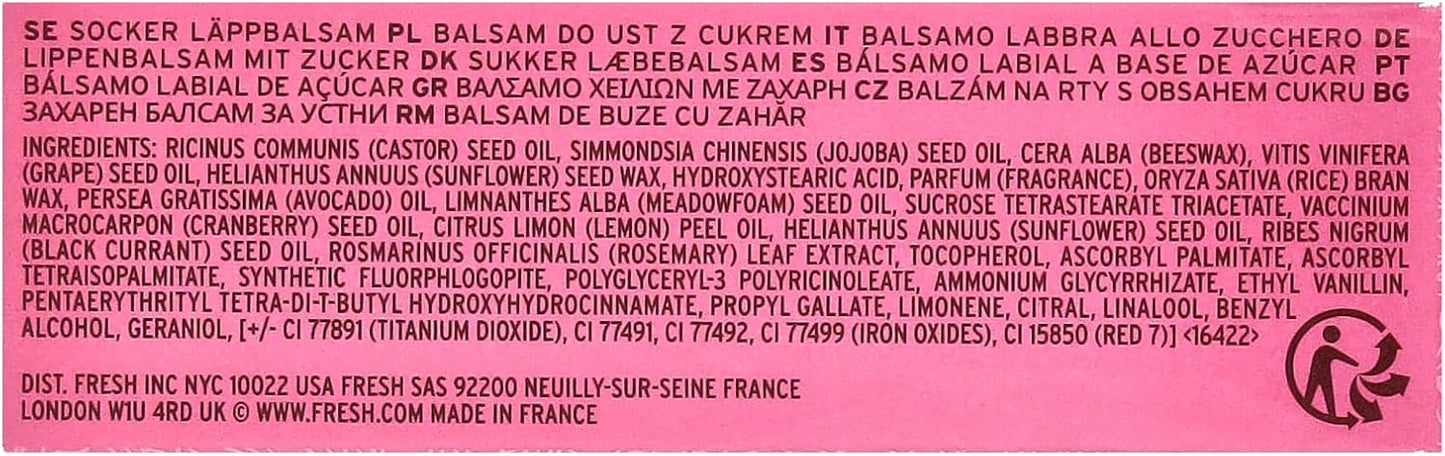 SE SOCKER LÄPPBALSAM PL BALSAM DO UST Z CUKREM IT BALSAMO LABBRA ALLO ZUCCHERO DE
LIPPENBALSAM MIT ZUCKER DK SUKKER LÆBEBALSAM ES BÁLSAMO LABIAL A BASE DE AZÚCAR PT
BÁLSAMO LABIAL DE AÇÚCAR GR ΒΑΛΣΑΜΟ ΧΕΙΛΙΩΝ ΜΕ ΖΑΧΑΡΗ CZ BALZÁM NA RTY S OBSAHEM CUKRU BG
ЗАХАРЕН БАЛСАМ ЗА УСТНИ RM BALSAM DE BUZE CU ZAHĂR
INGREDIENTS: RICINUS COMMUNIS (CASTOR) SEED OIL, SIMMONDSIA CHINENSIS (JOJOBA) SEED OIL, CERA ALBA (BEESWAX), VITIS VINIFERA
(GRAPE) SEED OIL, HELIANTHUS ANNUUS (SUNFLOWER) SEED WAX, HYDROXYSTEARIC ACID, PARFUM (FRAGRANCE), ORYZA SATIVA (RICE) BRAN
WAX, PERSEA GRATISSIMA (AVOCADO) OIL, LIMNANTHES ALBA (MEADOWFOAM) SEED OIL, SUCROSE TETRASTEARATE TRIACETATE, VACCINIUM
MACROCARPON (CRANBERRY) SEED OIL, CITRUS LIMON (LEMON) PEEL OIL, HELIANTHUS ANNUUS (SUNFLOWER) SEED OIL, RIBES NIGRUM
(BLACK CURRANT) SEED OIL, ROSMARINUS OFFICINALIS (ROSEMARY) LEAF EXTRACT, TOCOPHEROL, ASCORBYL PALMITATE, ASCORBYL
TETRAISOPALMITATE, SYNTHETIC FLUORPHLOGOPITE, POLYGLYCERYL-3 POLYRICINOLEATE, AMMONIUM GLYCYRRHIZATE, ETHYL VANILLIN,
PENTAERYTHRITYL TETRA-DI-T-BUTYL HYDROXYHYDROCINNAMATE, PROPYL GALLATE, LIMONENE, CITRAL, LINALOOL, BENZYL
ALCOHOL, GERANIOL, [+/- CI 77891 (TITANIUM DIOXIDE), CI 77491, CI 77492, CI 77499 (IRON OXIDES), CI 15850 (RED 7)] <16422>
DIST. FRESH INC NYC 10022 USA FRESH SAS 92200 NEUILLY-SUR-SEINE FRANCE
LONDON W1U 4RD UK © WWW.FRESH.COM MADE IN FRANCE